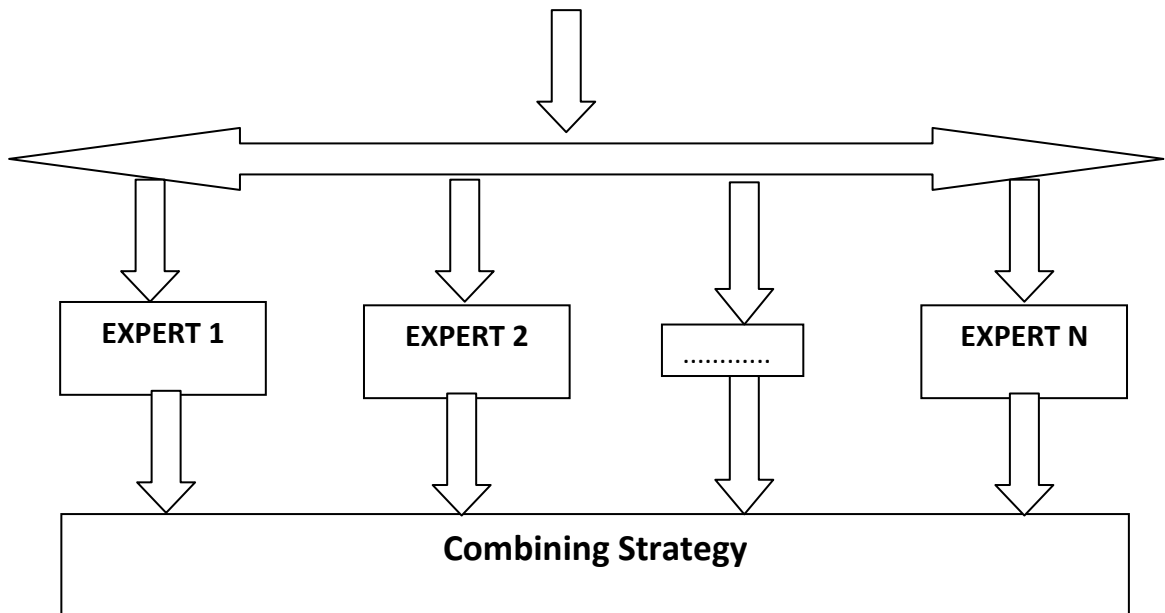 EXPERT 1
EXPERT 2
............
EXPERT N
Combining Strategy